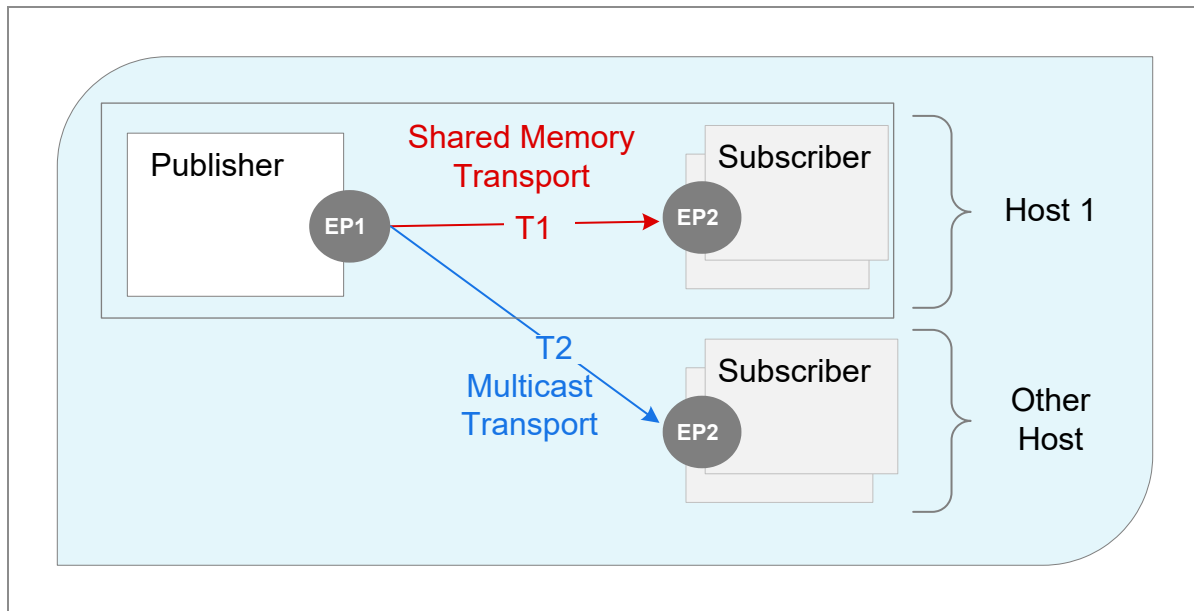 Publisher
EP1
Shared Memory
Transport
T1
EP2
Subscriber
Host 1
T2
Multicast
Transport
EP2
Subscriber
Other
Host